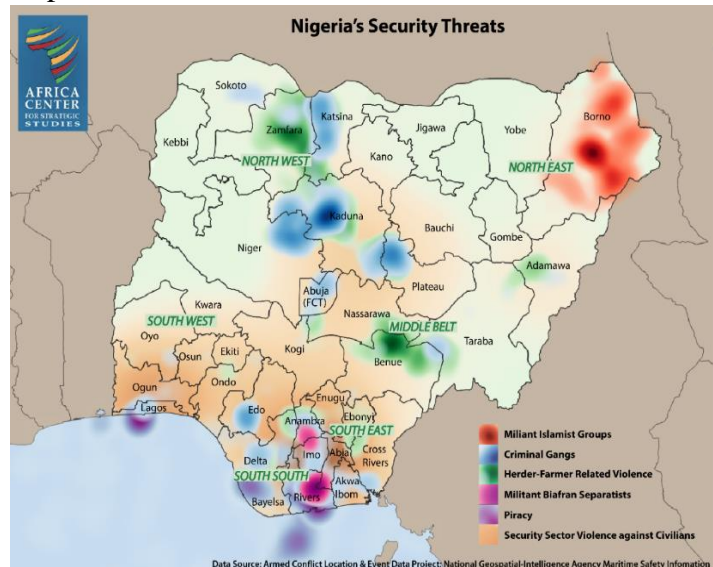 Nigeria's Security Threats
AFRICA
CENTER
FOR STRATEGIC
STUDIES
Sokoto
Katsina
Borno
Zamfara
Jigawa
Yobe
Kebbi
Kano
NORTH WEST
NORTH EAST
Kaduna
Bauchi
Gombe
Niger
Adamawa
Abuja
(FCT)
Plateau
Kwara
Nassarawa
SOUTH WEST
MIDDLE BELT
Oyo
Kogi
Taraba
Osun
Ekiti
Benue
Ogun
Ondo
Enugu
Lagos
Edo
Anambra
Ebonyi
SOUTH EAST
Delta
Imo
Abia
Cross
Rivers
SOUTH SOUTH
Bayelsa
Rivers
Akwa
Ibom
Miliant Islamist Groups
Criminal Gangs
Herder-Farmer Related Violence
Militant Biafran Separatists
Piracy
Security Sector Violence against Civilians
Data Source: Armed Conflict Location & Event Data Project; National Geospatial-Intelligence Agency Maritime Safety Infomation